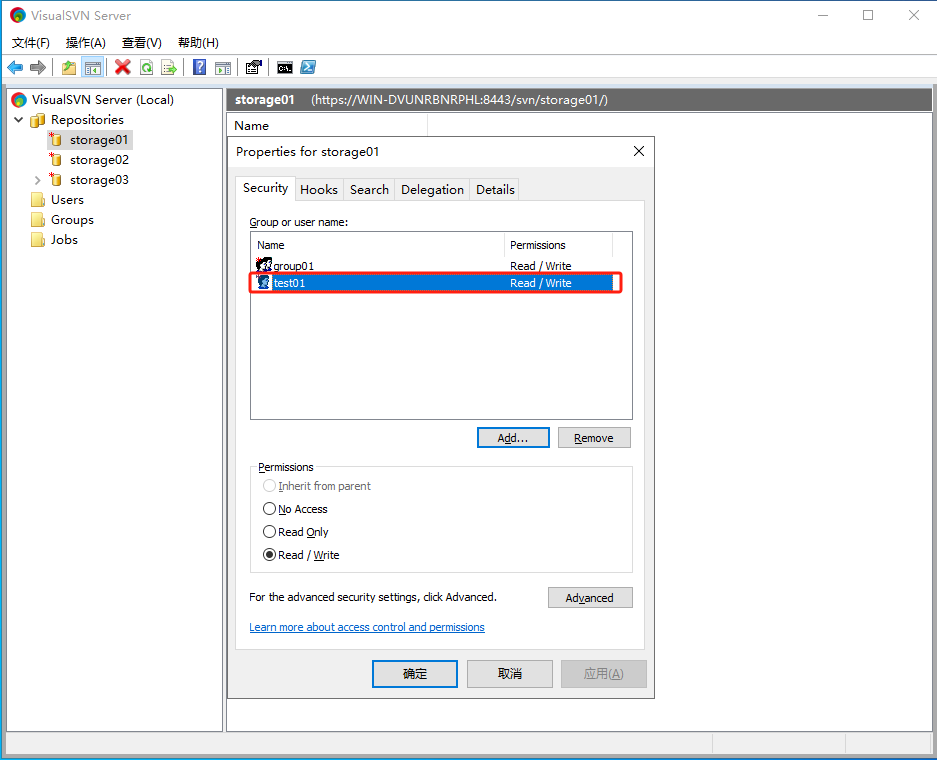 VisualSVN Server
文件(F) 操作(A) 查看(V) 帮助(H)
VisualSVN Server (Local)
Repositories
storage01
storage02
storage03
Users
Groups
Jobs
storage01 (https://WIN-DVUNRBNRPHL:8443/svn/storage01/)
Name
Properties for storage01
Security Hooks Search Delegation Details
Group or user name:
Name Permissions
group01 Read / Write
test01 Read / Write
Add... Remove
Permissions
Inherit from parent
No Access
Read Only
Read / Write
For the advanced security settings, click Advanced. Advanced
Learn more about access control and permissions
确定 取消 应用(A)